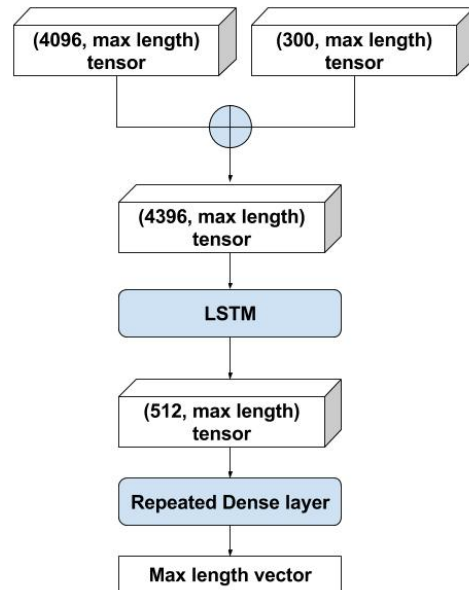 (4096, max length)
tensor
(300, max length)
tensor
(4396, max length)
tensor
LSTM
(512, max length)
tensor
Repeated Dense layer
Max length vector